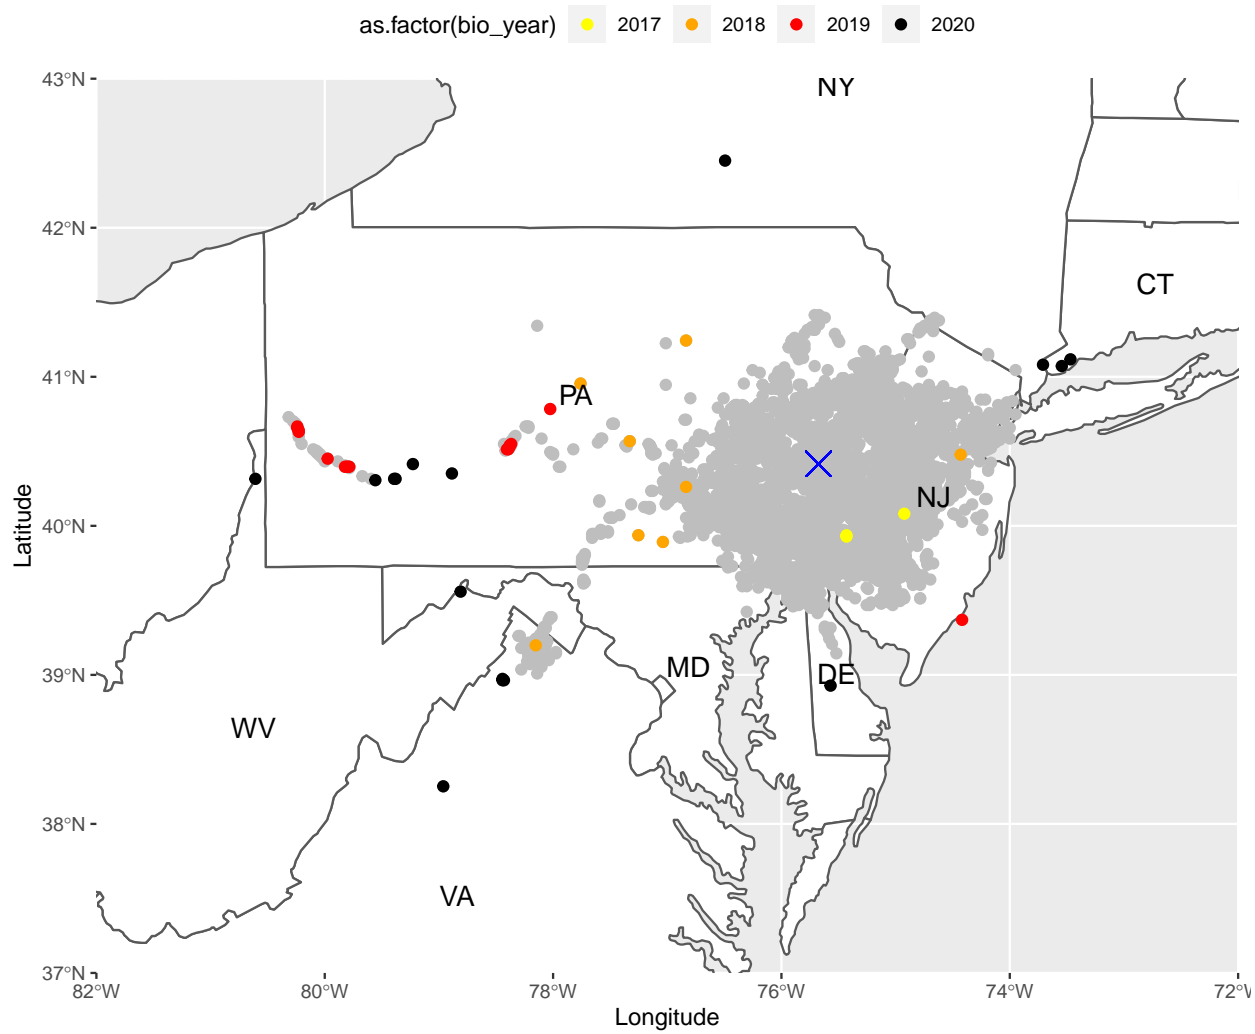 as.factor(bio_year) 2017 2018 2019 2020
43°N
NY
42°N
CT
41°N
PA
NJ
40°N
Latitude
MD
39°N
DE
WV
38°N
VA
37°N
82°W 80°W 78°W 76°W 74°W 72°W
Longitude